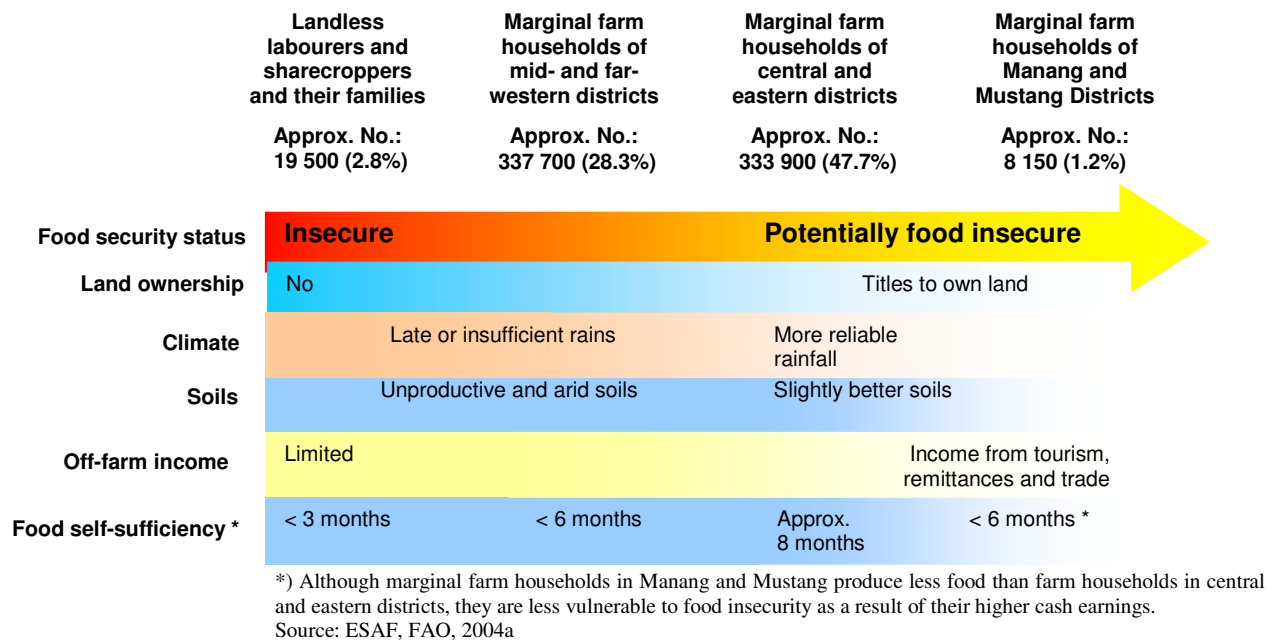 Landless
labourers and
sharecroppers
and their families
Approx. No.:
19 500 (2.8%)
Marginal farm
households of
mid- and far-
western districts
Approx. No.:
337 700 (28.3%)
Marginal farm
households of
central and
eastern districts
Approx. No.:
333 900 (47.7%)
Marginal farm
households of
Manang and
Mustang Districts
Approx. No.:
8 150 (1.2%)
Food security status
Insecure
Potentially food insecure
Land ownership
No
Titles to own land
Climate
Late or insufficient rains
More reliable
rainfall
Soils
Unproductive and arid soils
Slightly better soils
Off-farm income
Limited
Income from tourism,
remittances and trade
Food self-sufficiency *
< 3 months
< 6 months
Approx.
8 months
< 6 months *
*) Although marginal farm households in Manang and Mustang produce less food than farm households in central
and eastern districts, they are less vulnerable to food insecurity as a result of their higher cash earnings.
Source: ESAF, FAO, 2004a